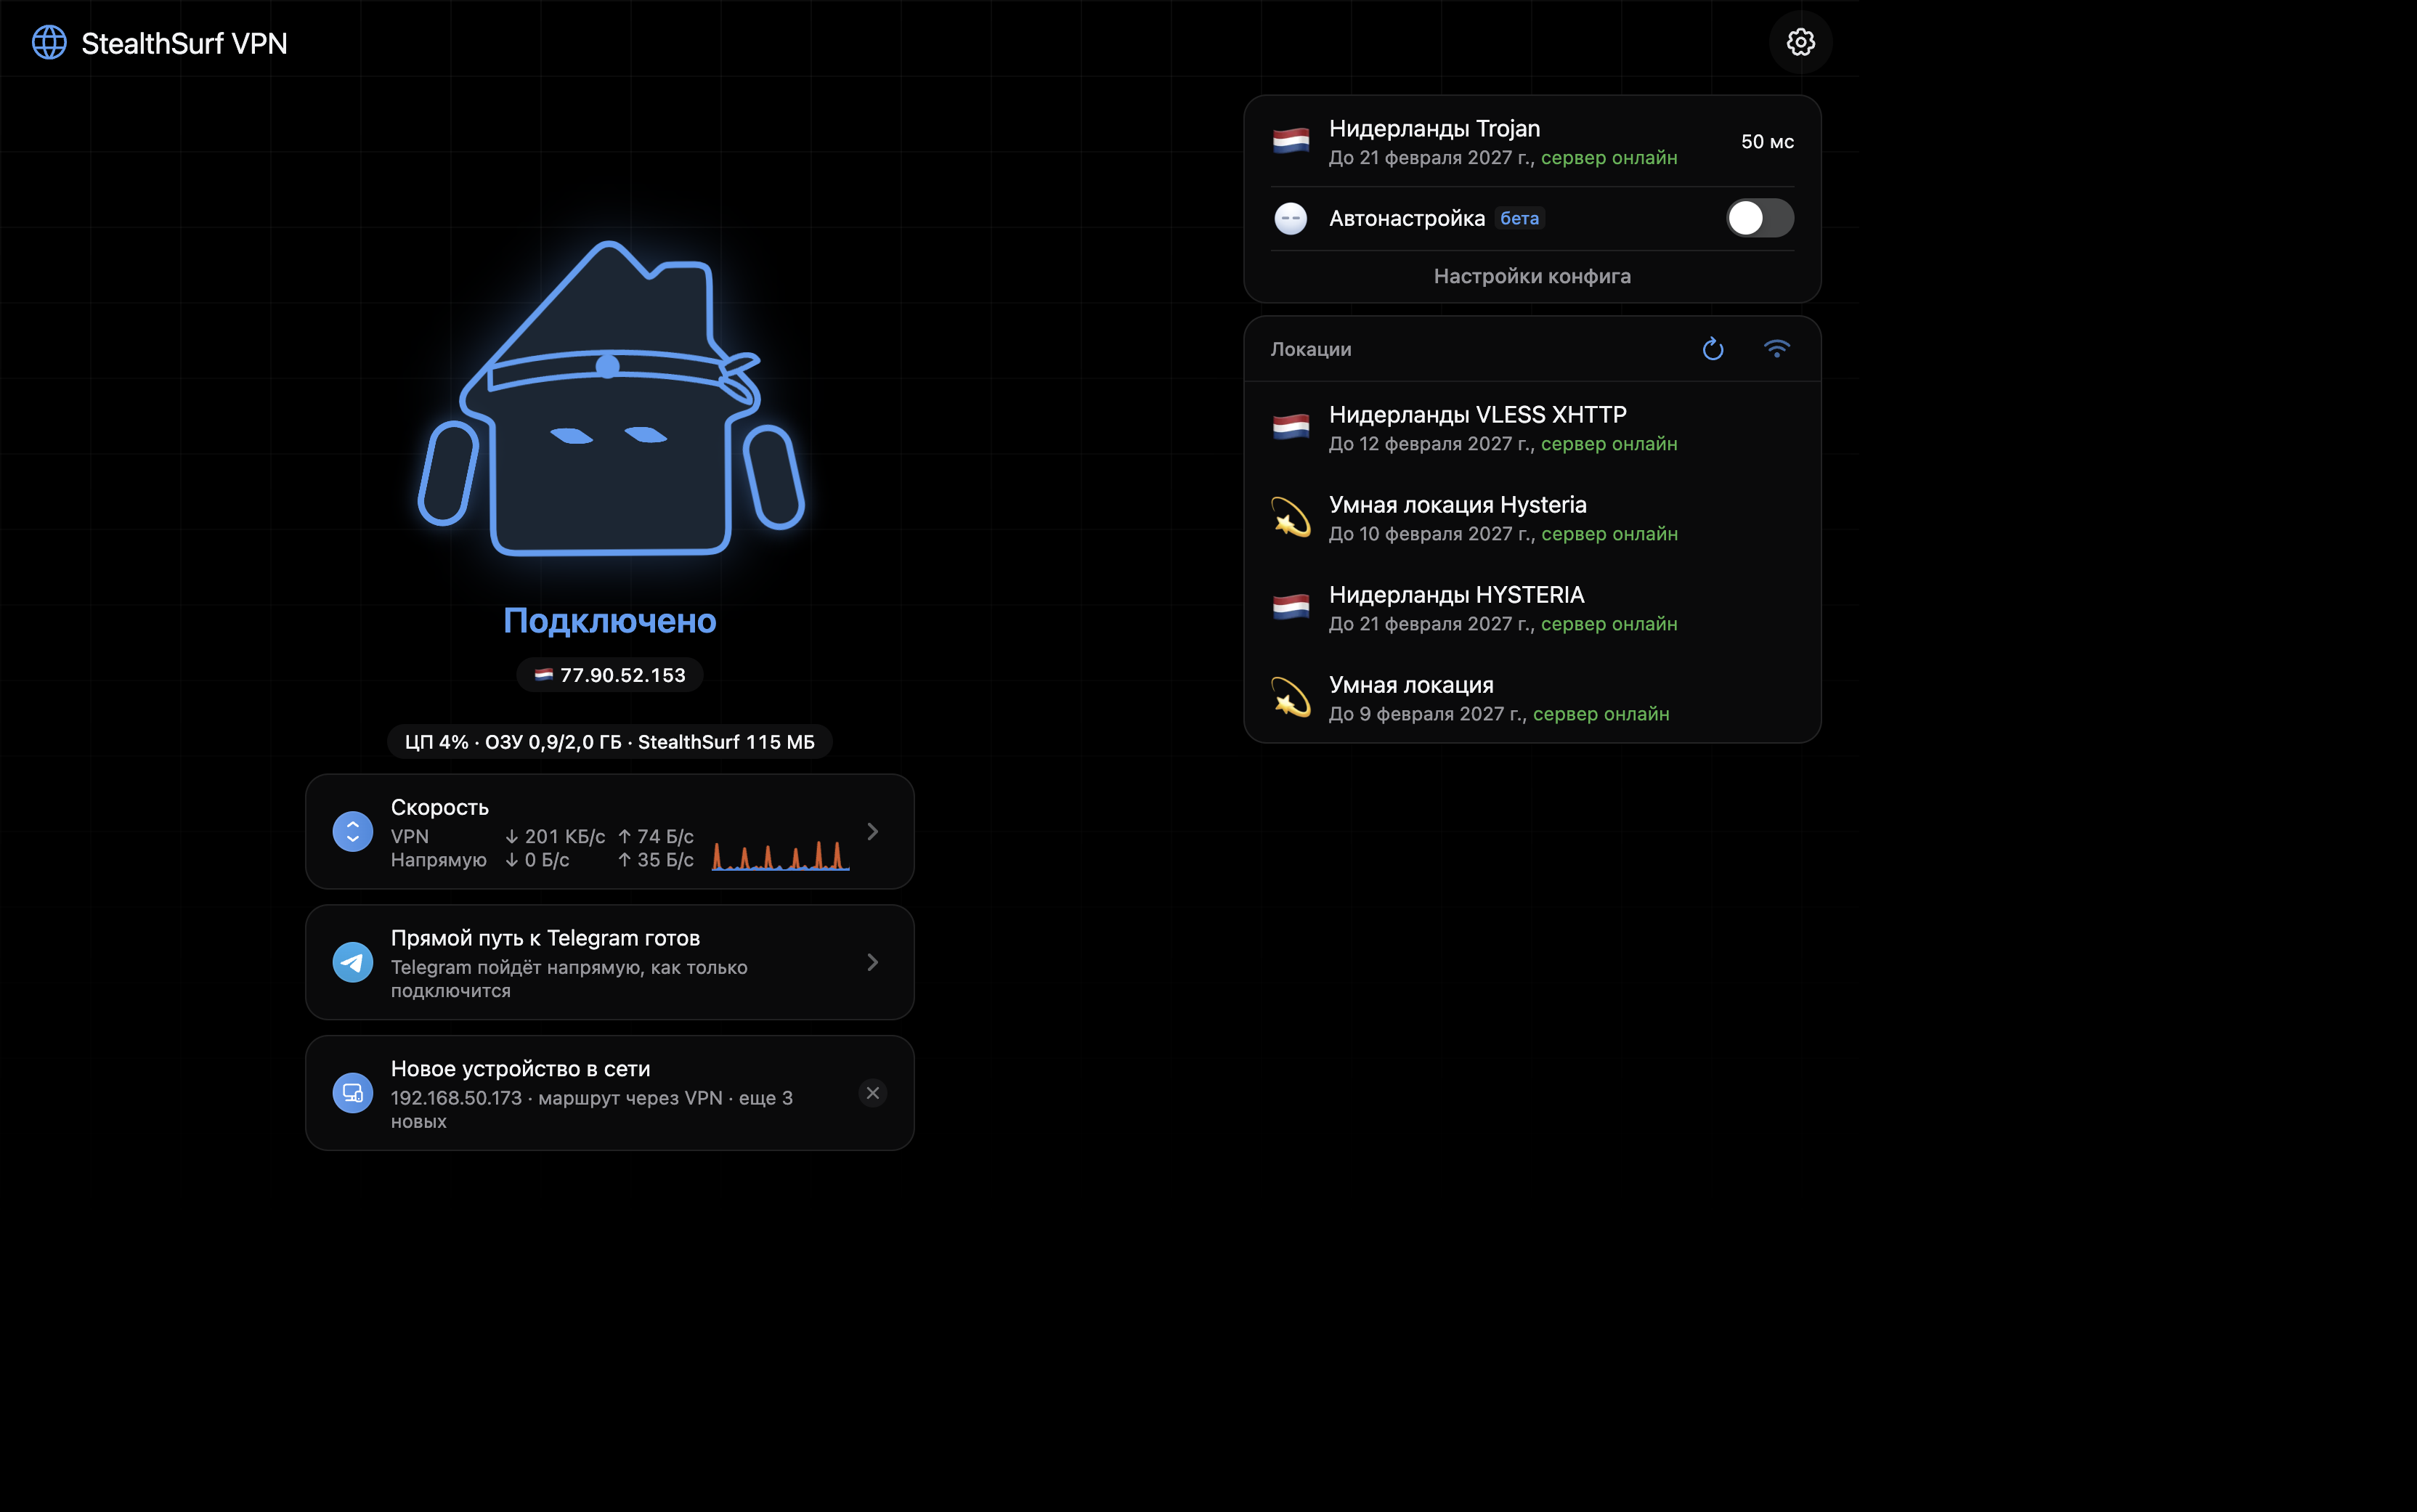 StealthSurf VPN
Нидерланды Trojan
До 21 февраля 2027 г., сервер онлайн
50 мс
Автонастройка бета
Настройки конфига
Локации
Нидерланды VLESS XHTTP
До 12 февраля 2027 г., сервер онлайн
Умная локация Hysteria
До 10 февраля 2027 г., сервер онлайн
Нидерланды HYSTERIA
До 21 февраля 2027 г., сервер онлайн
Умная локация
До 9 февраля 2027 г., сервер онлайн
Подключено
77.90.52.153
ЦП 4% · ОЗУ 0,9/2,0 ГБ · StealthSurf 115 МБ
Скорость
VPN ↓ 201 КБ/с ↑ 74 Б/с
Напрямую ↓ 0 Б/с ↑ 35 Б/с
Прямой путь к Telegram готов
Telegram пойдёт напрямую, как только
подключится
Новое устройство в сети
192.168.50.173 · маршрут через VPN · еще 3
новых